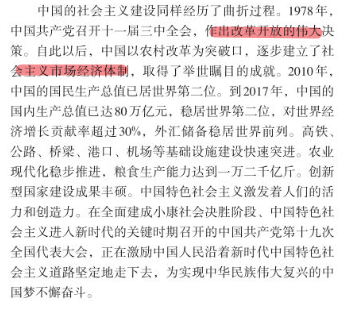 中国的社会主义建设同样经历了曲折过程。1978年，
中国共产党召开十一届三中全会，作出改革开放的伟大决
策。自此以后，中国以农村改革为突破口，逐步建立了社
会主义市场经济体制，取得了举世瞩目的成就。2010年，
中国的国民生产总值已居世界第二位。到2017年，中国的
国内生产总值已达80万亿元，稳居世界第二位，对世界经
济增长贡献率超过30%，外汇储备稳居世界前列。高铁、
公路、桥梁、港口、机场等基础设施建设快速突进。农业
现代化稳步推进，粮食生产能力达到一万二千亿斤。创新
型国家建设成果丰硕。中国特色社会主义激发着人们的活
力和创造力。在全面建成小康社会决胜阶段、中国特色社
会主义进入新时代的关键时期召开的中国共产党第十九次
全国代表大会，正在激励中国人民沿着新时代中国特色社
会主义道路坚定地走下去，为实现中华民族伟大复兴的中
国梦不懈奋斗。